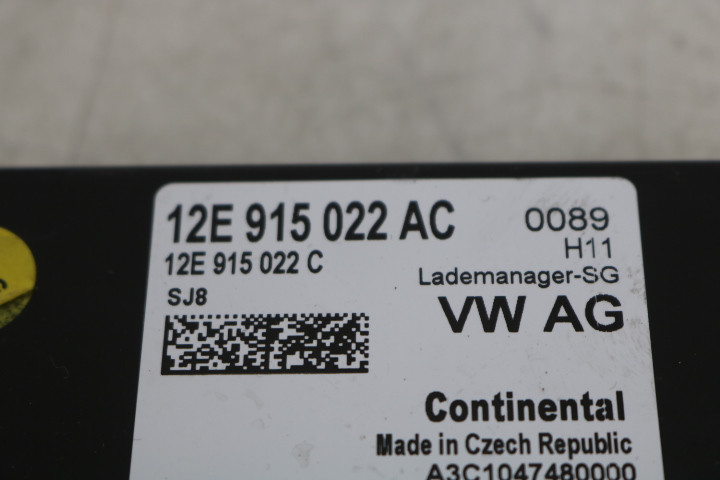 12E 915 022 AC
0089
12E 915 022 C
H11
Lademanager-SG
SJ8
VW AG
Continental
Made in Czech Republic
A3C1047480000